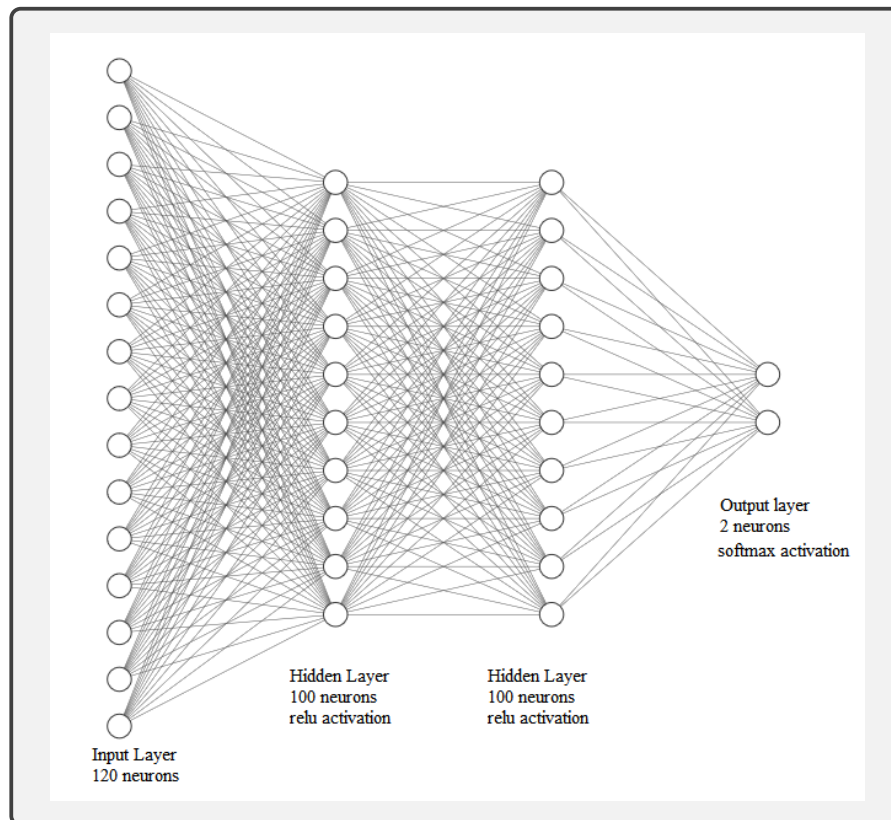 Output layer
2 neurons
softmax activation
Hidden Layer
100 neurons
relu activation
Hidden Layer
100 neurons
relu activation
Input Layer
120 neurons